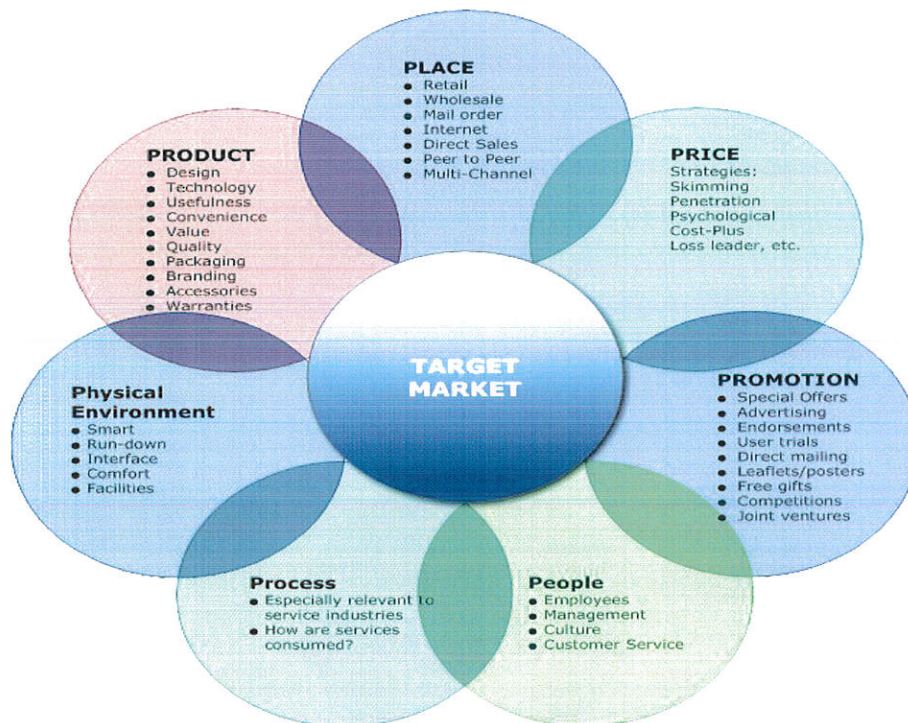 PLACE
• Retail
• Wholesale
• Mail order
• Internet
• Direct Sales
• Peer to Peer
• Multi-Channel
PRODUCT
• Design
• Technology
• Usefulness
• Convenience
• Value
• Quality
• Packaging
• Branding
• Accessories
• Warranties
PRICE
Strategies:
Skimming
Penetration
Psychological
Cost-Plus
Loss leader, etc.
TARGET
MARKET
Physical
Environment
• Smart
• Run-down
• Interface
• Comfort
• Facilities
PROMOTION
• Special Offers
• Advertising
• Endorsements
• User trials
• Direct mailing
• Leaflets/posters
• Free gifts
• Competitions
• Joint ventures
Process
• Especially relevant to
service industries
• How are services
consumed?
People
• Employees
• Management
• Culture
• Customer Service